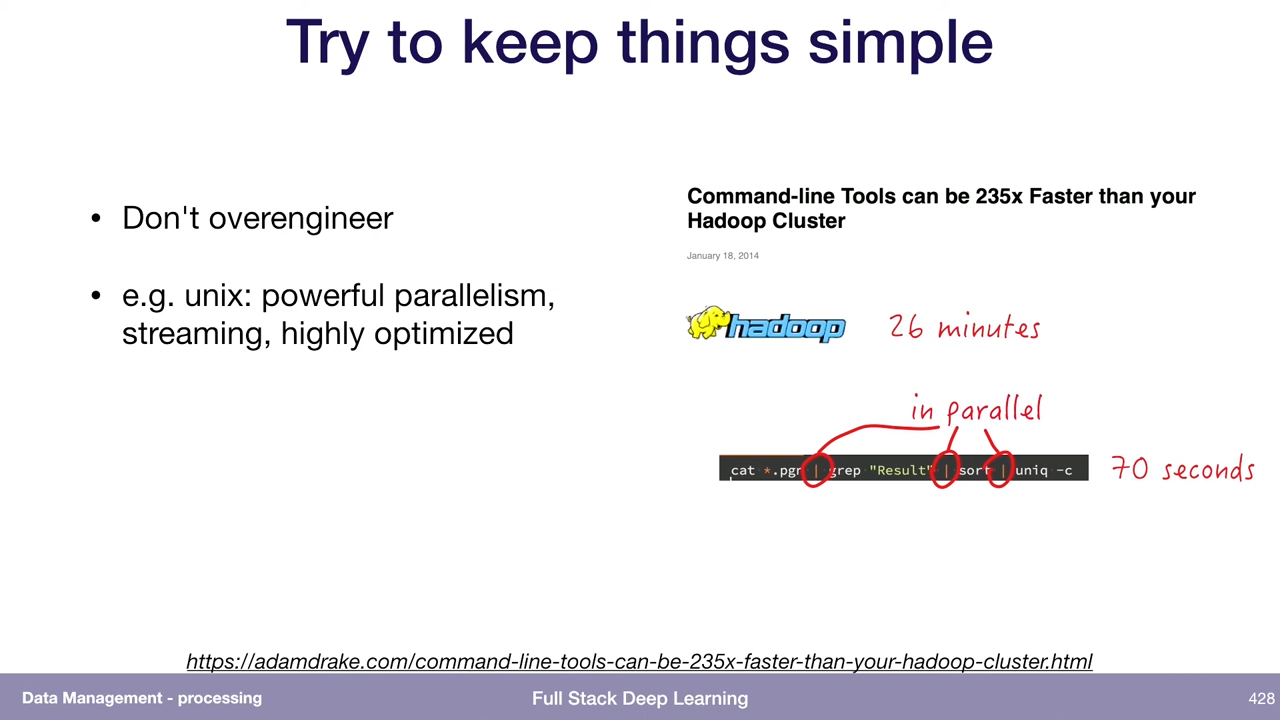 Try to keep things simple
• Don't overengineer
• e.g. unix: powerful parallelism,
streaming, highly optimized
Command-line Tools can be 235x Faster than your
Hadoop Cluster
January 18, 2014
hadoop 26 minutes
in parallel
cat *.pgn | grep "Result" | sort | uniq -c 70 seconds
https://adamdrake.com/command-line-tools-can-be-235x-faster-than-your-hadoop-cluster.html
Data Management - processing Full Stack Deep Learning 428